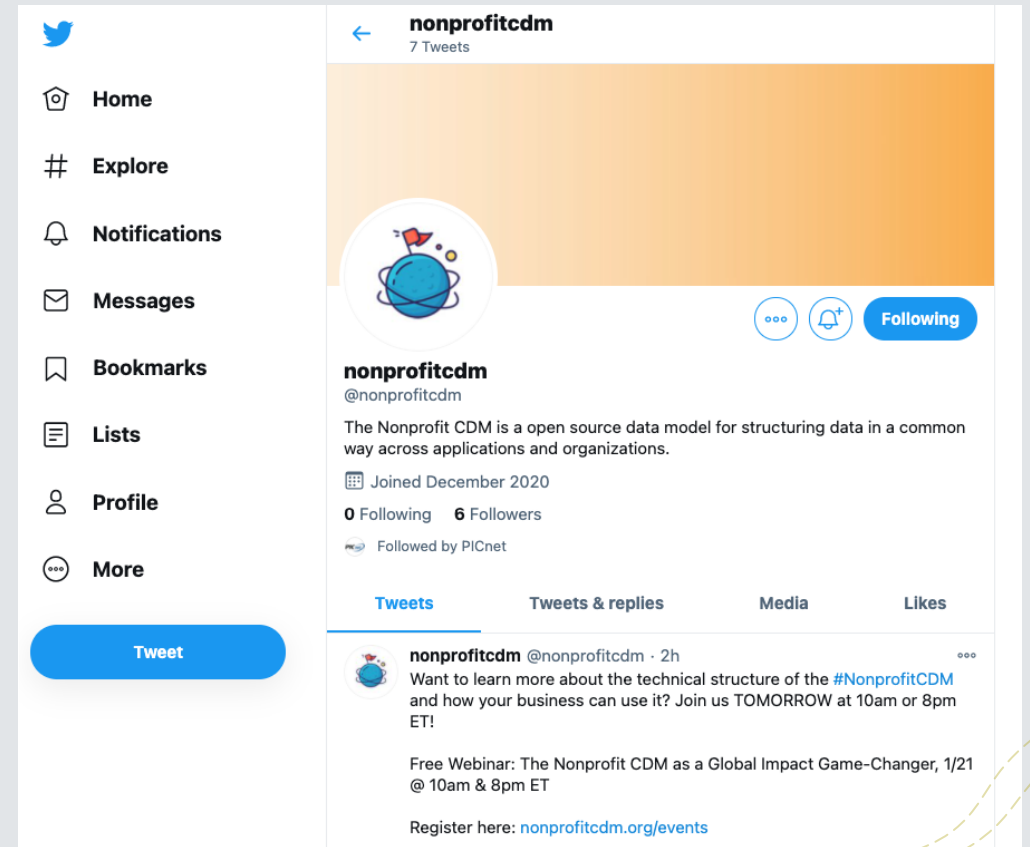 Home
Explore
Notifications
Messages
Bookmarks
Lists
Profile
More
Tweet
nonprofitcdm
7 Tweets
Following
nonprofitcdm
@nonprofitcdm
The Nonprofit CDM is a open source data model for structuring data in a common
way across applications and organizations.
Joined December 2020
0 Following 6 Followers
Followed by PICnet
Tweets Tweets & replies Media Likes
nonprofitcdm @nonprofitcdm · 2h
Want to learn more about the technical structure of the #NonprofitCDM
and how your business can use it? Join us TOMORROW at 10am or 8pm
ET!
Free Webinar: The Nonprofit CDM as a Global Impact Game-Changer, 1/21
@ 10am & 8pm ET
Register here: nonprofitcdm.org/events